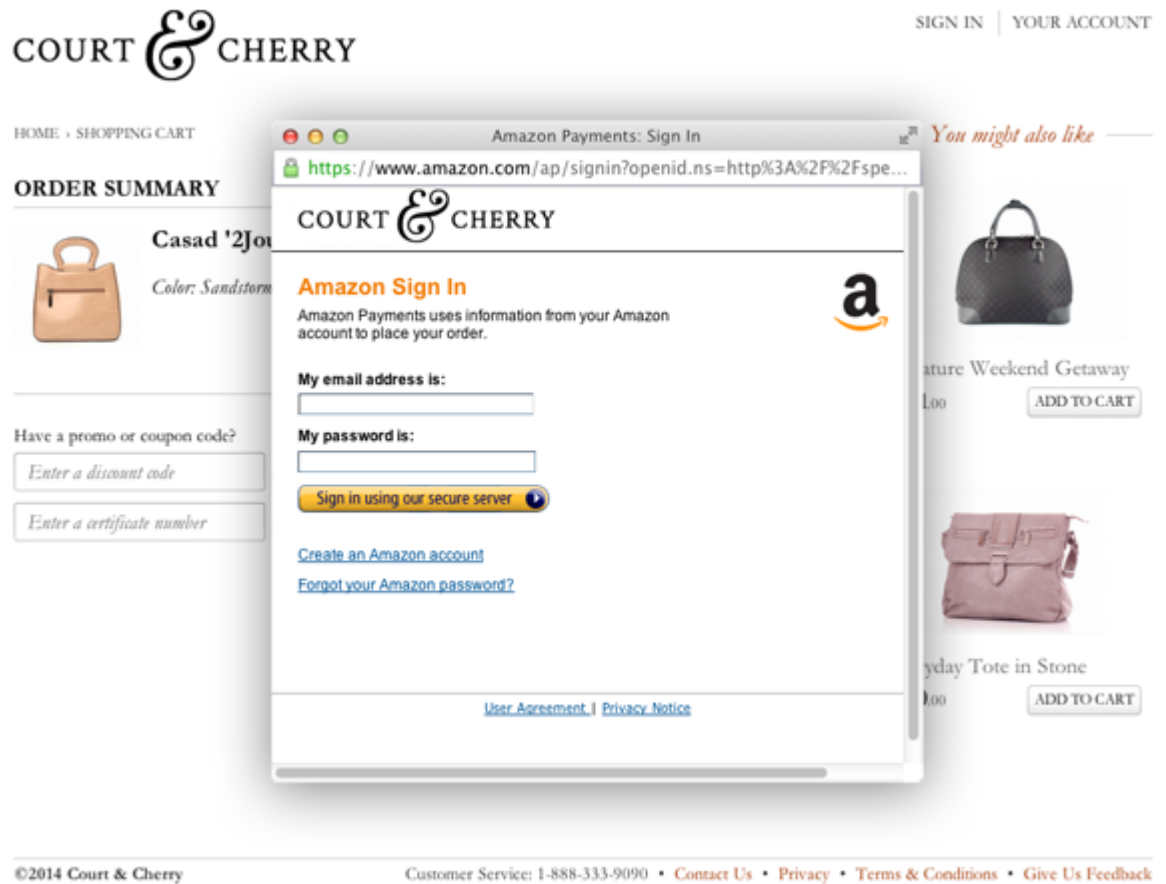 COURT & CHERRY
SIGN IN | YOUR ACCOUNT
HOME › SHOPPING CART
ORDER SUMMARY
Casad '2Jou
Color: Sandstorm
Have a promo or coupon code?
Enter a discount code
Enter a certificate number
Amazon Payments: Sign In
https://www.amazon.com/ap/signin?openid.ns=http%3A%2F%2Fspe...
COURT & CHERRY
Amazon Sign In
a
Amazon Payments uses information from your Amazon
account to place your order.
My email address is:
My password is:
Sign in using our secure server
Create an Amazon account
Forgot your Amazon password?
User Agreement | Privacy Notice
You might also like
ature Weekend Getaway
.00
ADD TO CART
yday Tote in Stone
.00
ADD TO CART
©2014 Court & Cherry
Customer Service: 1-888-333-9090 • Contact Us • Privacy • Terms & Conditions • Give Us Feedback